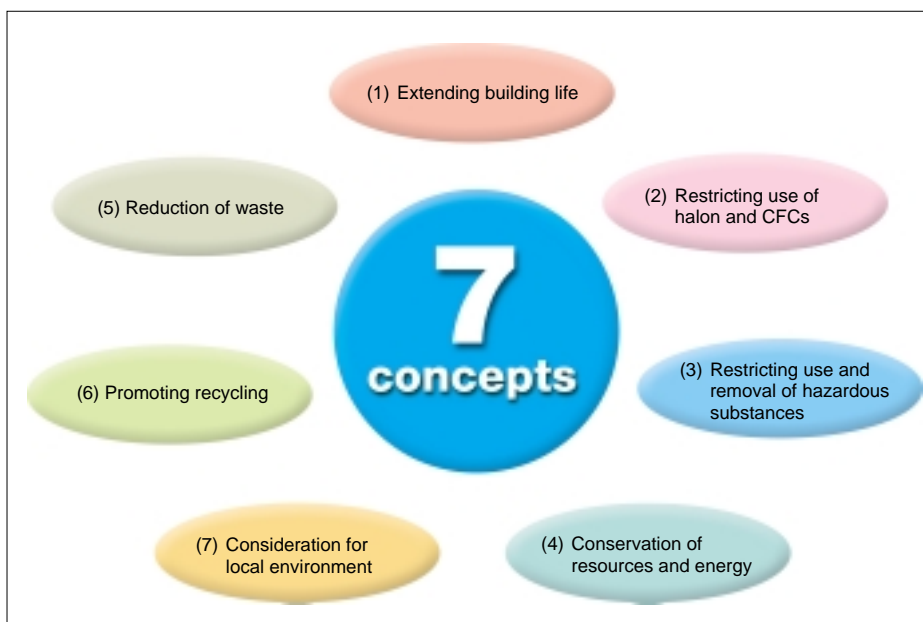 (1) Extending building life
(2) Restricting use of
halon and CFCs
(3) Restricting use and
removal of hazardous
substances
(4) Conservation of
resources and energy
(5) Reduction of waste
(6) Promoting recycling
(7) Consideration for
local environment
7
concepts